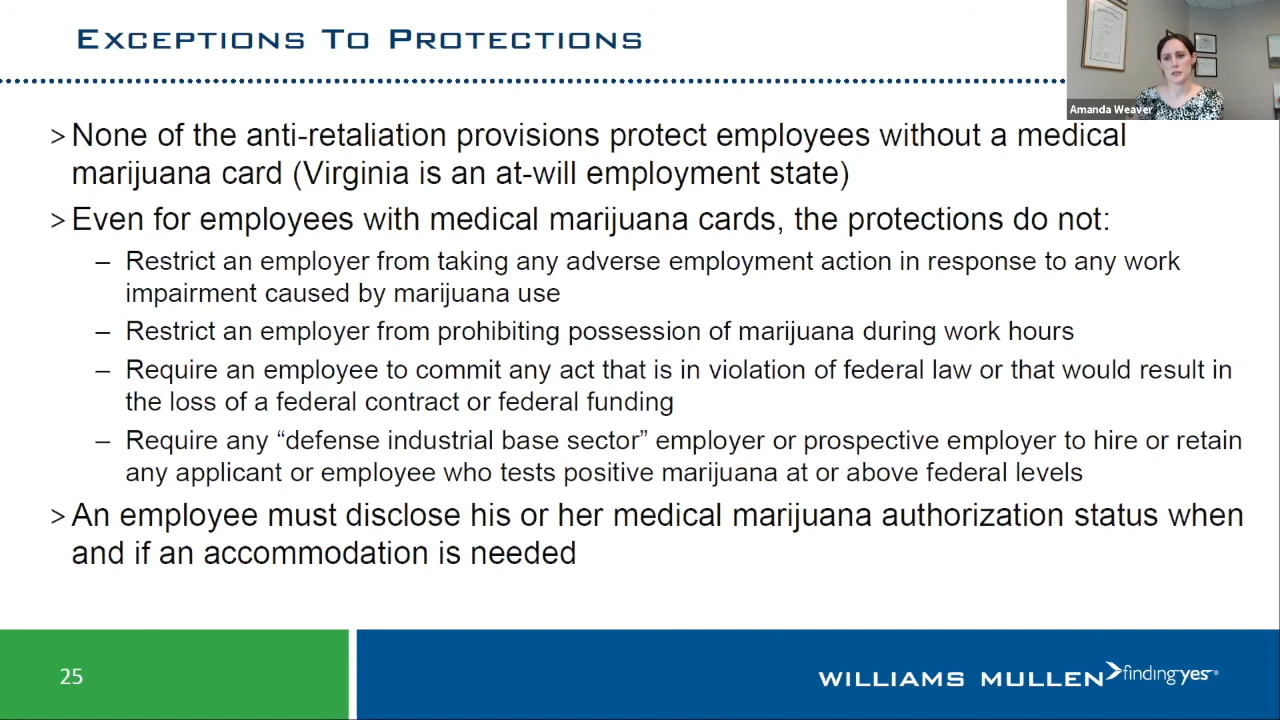 EXCEPTIONS TO PROTECTIONS
Amanda Weaver
> None of the anti-retaliation provisions protect employees without a medical
marijuana card (Virginia is an at-will employment state)
> Even for employees with medical marijuana cards, the protections do not:
– Restrict an employer from taking any adverse employment action in response to any work
impairment caused by marijuana use
– Restrict an employer from prohibiting possession of marijuana during work hours
– Require an employee to commit any act that is in violation of federal law or that would result in
the loss of a federal contract or federal funding
– Require any “defense industrial base sector” employer or prospective employer to hire or retain
any applicant or employee who tests positive marijuana at or above federal levels
> An employee must disclose his or her medical marijuana authorization status when
and if an accommodation is needed
25
WILLIAMS MULLEN finding yes®